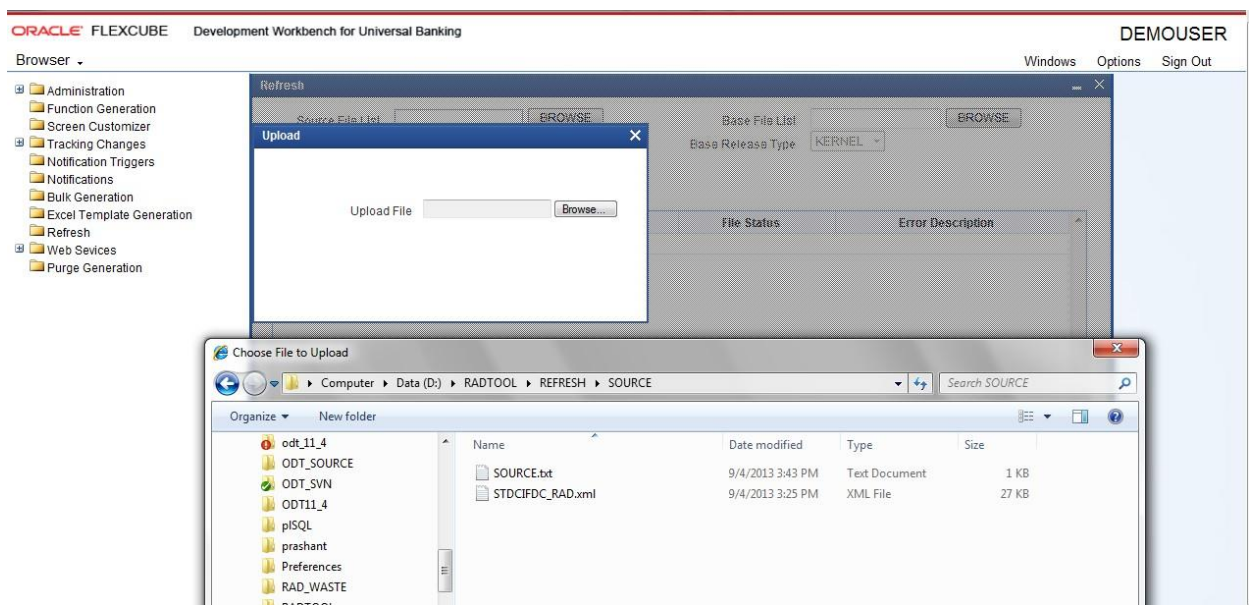 ORACLE FLEXCUBE Development Workbench for Universal Banking
DEMOUSER
Browser
Windows Options Sign Out
Administration
Function Generation
Screen Customizer
Tracking Changes
Notification Triggers
Notifications
Bulk Generation
Excel Template Generation
Refresh
Web Sevices
Purge Generation
Refresh
Source File List BROWSE Base File List BROWSE
Base Release Type KERNEL
Upload
Upload File Browse...
File Status Error Description
Choose File to Upload
Computer Data (D:) RADTOOL REFRESH SOURCE Search SOURCE
Organize New folder
odt_11_4
ODT_SOURCE
ODT_SVN
ODT11_4
plSQL
prashant
Preferences
RAD_WASTE
RADTOOL
Name Date modified Type Size
SOURCE.txt 9/4/2013 3:43 PM Text Document 1 KB
STDCIFDC_RAD.xml 9/4/2013 3:25 PM XML File 27 KB